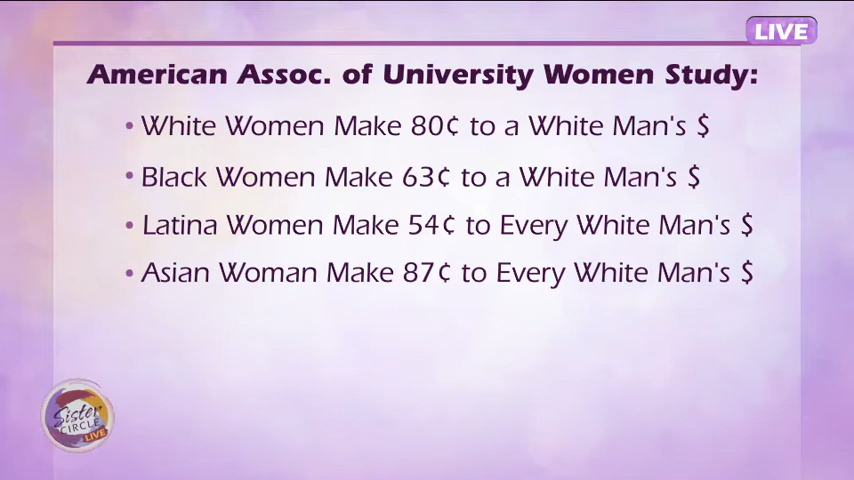 LIVE
American Assoc. of University Women Study:
• White Women Make 80¢ to a White Man's $
• Black Women Make 63¢ to a White Man's $
• Latina Women Make 54¢ to Every White Man's $
• Asian Woman Make 87¢ to Every White Man's $
Sister
CIRCLE
LIVE